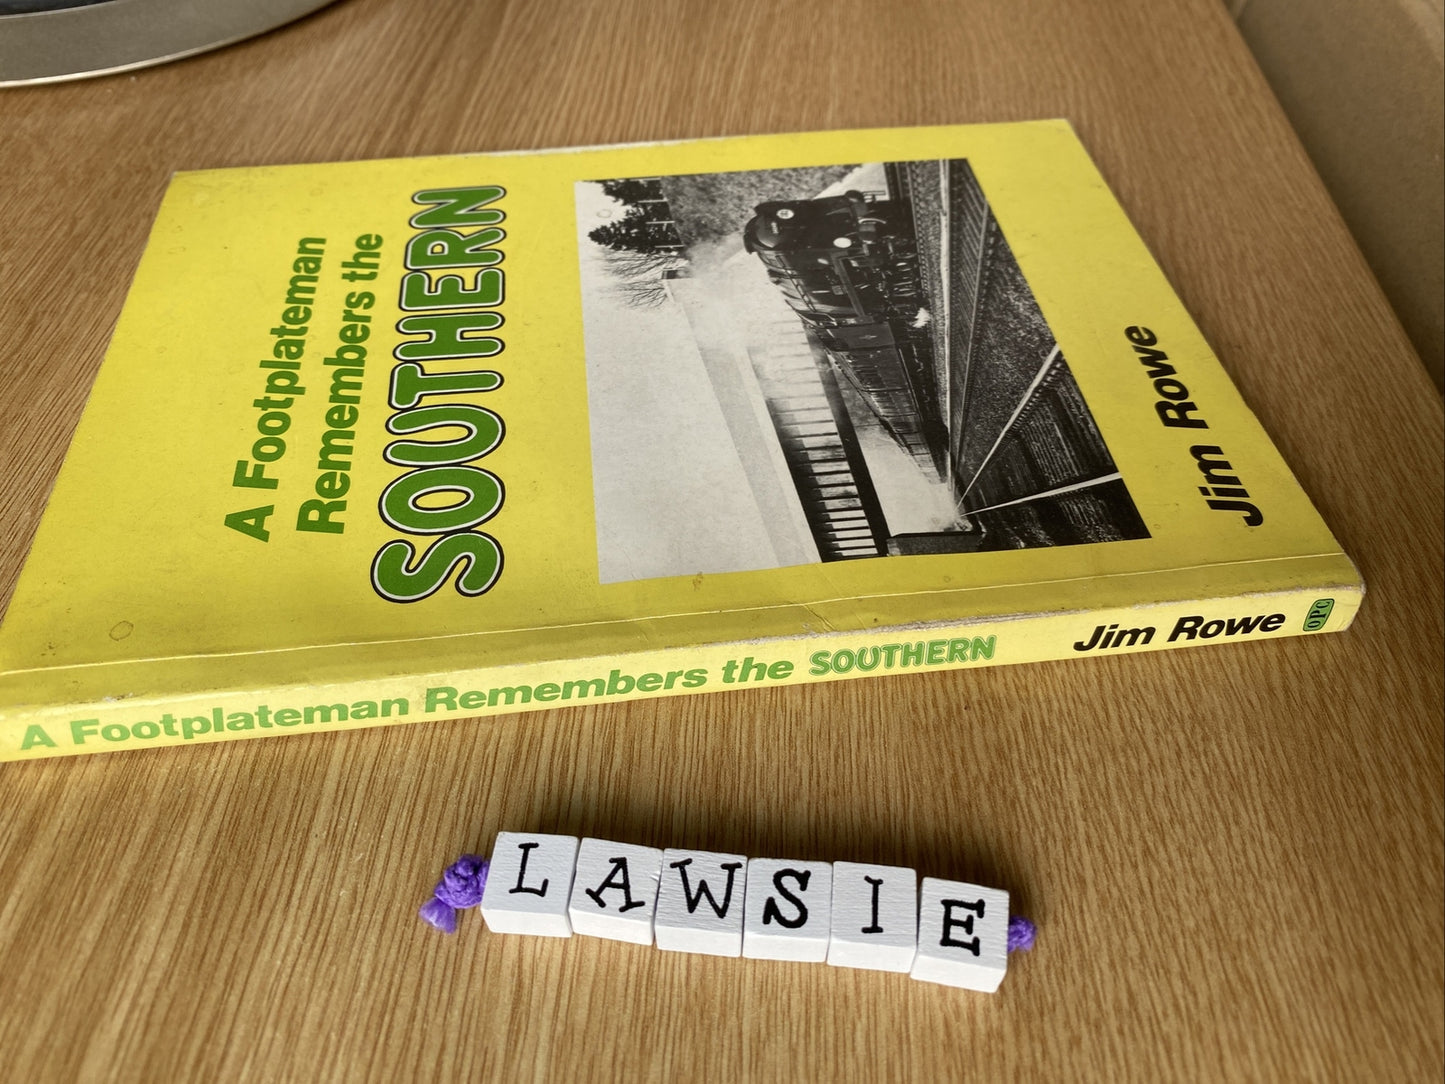 A Footplateman
Remembers the
SOUTHERN
Jim Rowe
A Footplateman Remembers the SOUTHERN Jim Rowe OPC
LAWSIE